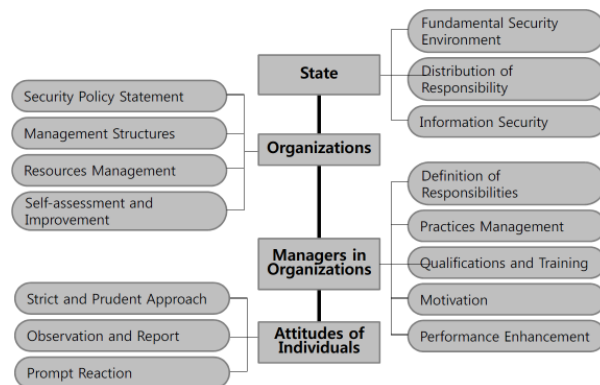 Fundamental Security
Environment
State
Distribution of
Responsibility
Information Security
Security Policy Statement
Management Structures
Organizations
Resources Management
Self-assessment and
Improvement
Definition of
Responsibilities
Practices Management
Managers in
Organizations
Qualifications and Training
Motivation
Performance Enhancement
Strict and Prudent Approach
Observation and Report
Attitudes of
Individuals
Prompt Reaction